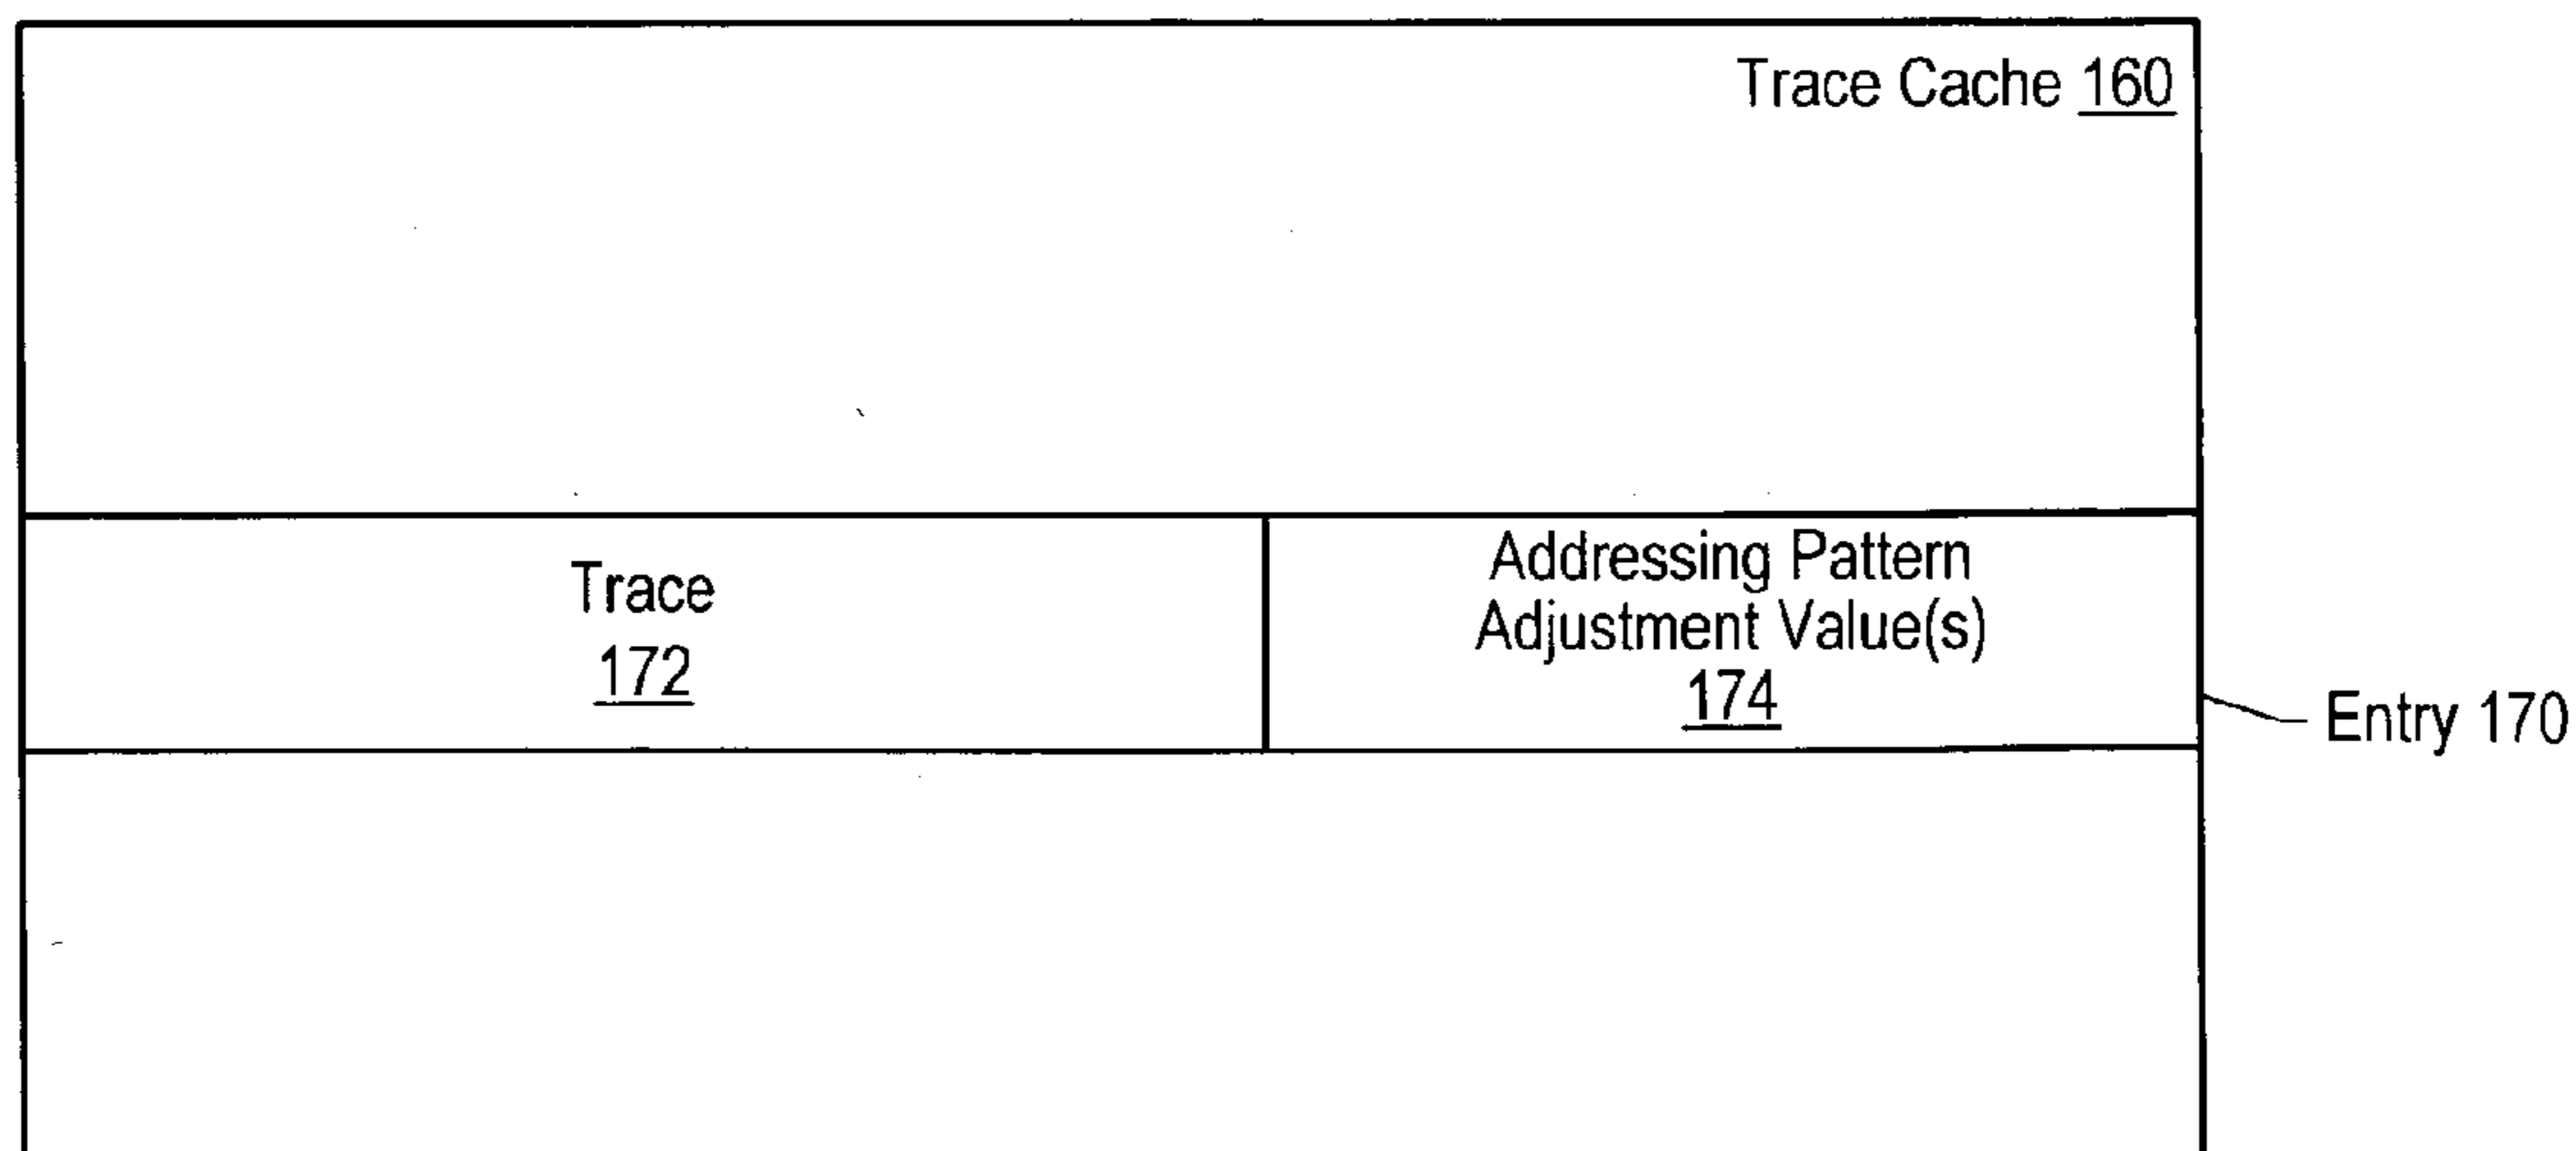 Trace Cache 160
Trace
172
Addressing Pattern
Adjustment Value(s)
174
Entry 170